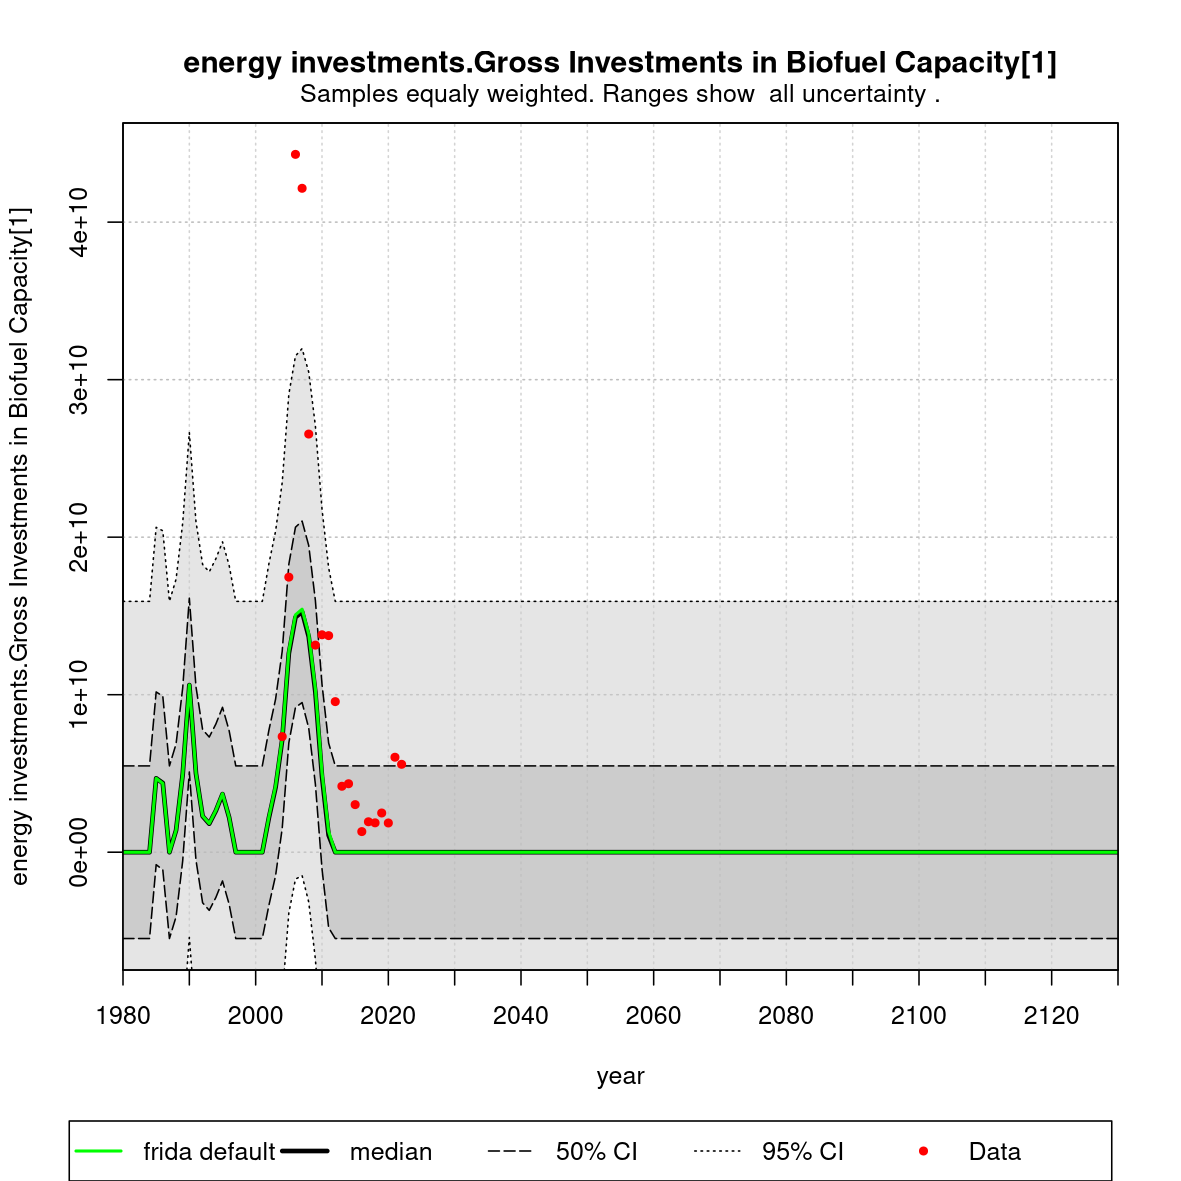 energy investments.Gross Investments in Biofuel Capacity[1]
Samples equaly weighted. Ranges show  all uncertainty .
energy investments.Gross Investments in Biofuel Capacity[1]
4e+10
3e+10
2e+10
1e+10
0e+00
1980 2000 2020 2040 2060 2080 2100 2120
year
frida default median 50% CI 95% CI Data